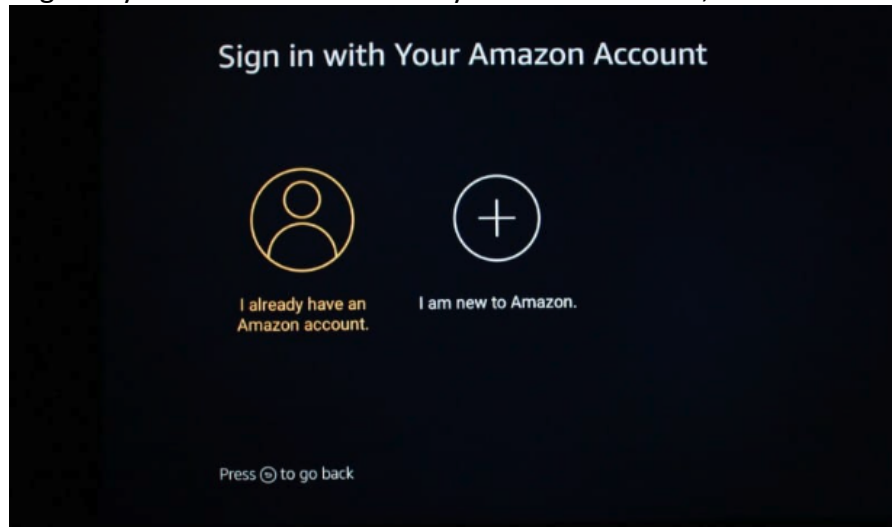 Sign in with Your Amazon Account
I already have an
Amazon account.
I am new to Amazon.
Press to go back